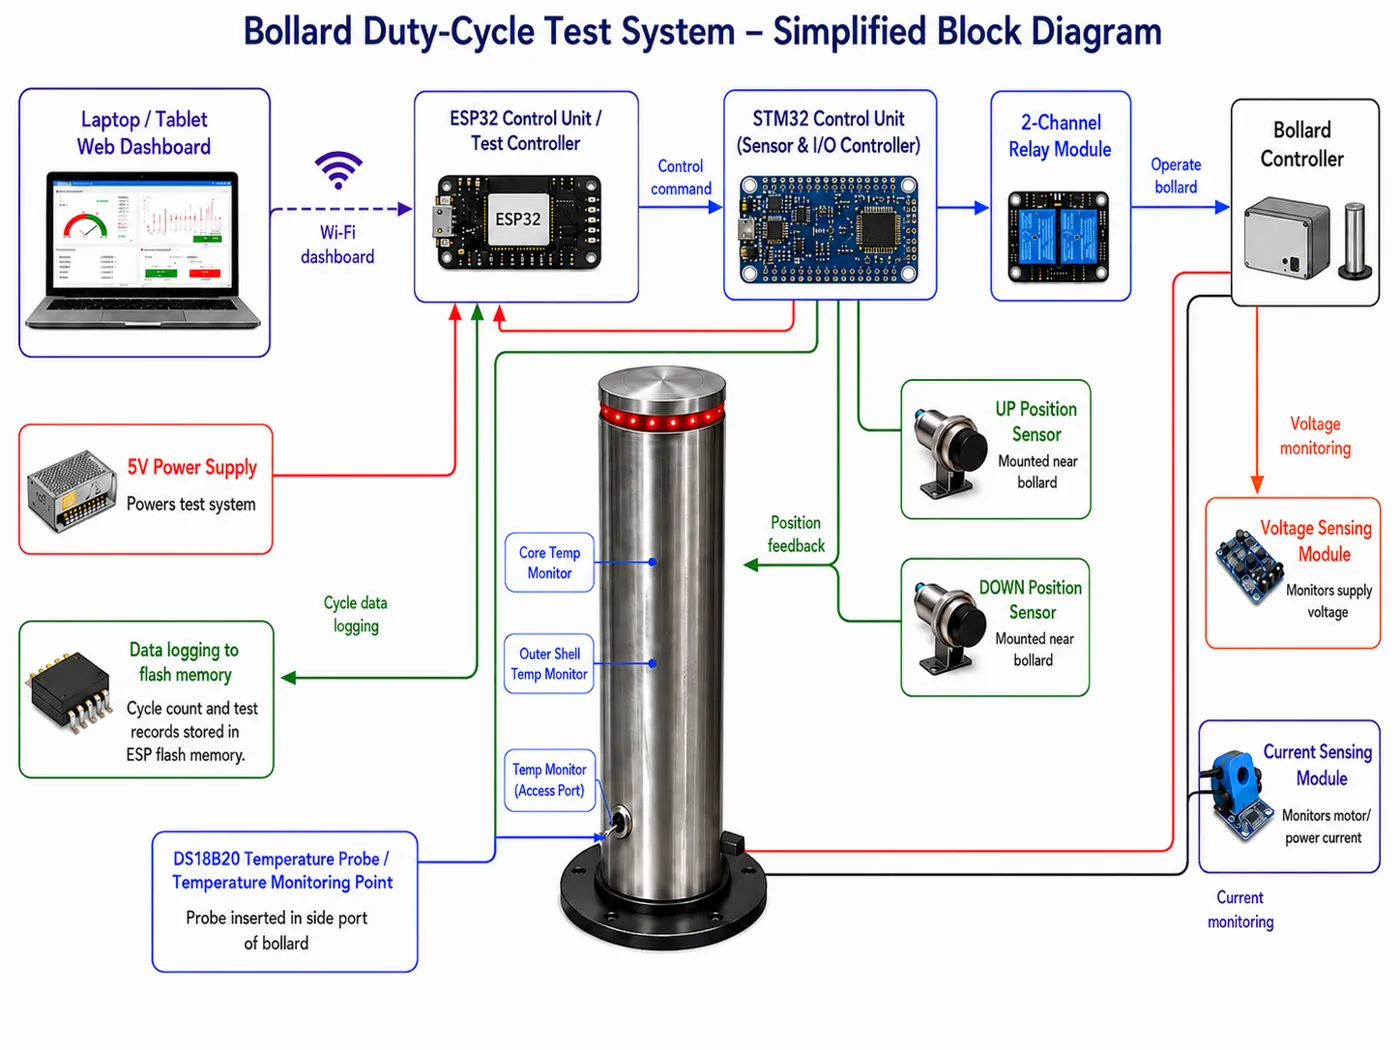 Bollard Duty-Cycle Test System – Simplified Block Diagram
Laptop / Tablet
Web Dashboard
Wi-Fi
dashboard
ESP32 Control Unit /
Test Controller
ESP32
Control
command
STM32 Control Unit
(Sensor & I/O Controller)
2-Channel
Relay Module
Operate
bollard
Bollard
Controller
5V Power Supply
Powers test system
UP Position
Sensor
Mounted near
bollard
Voltage
monitoring
Position
feedback
Core Temp
Monitor
Voltage Sensing
Module
Monitors supply
voltage
DOWN Position
Sensor
Mounted near
bollard
Cycle data
logging
Data logging to
flash memory
Cycle count and test
records stored in
ESP flash memory.
Outer Shell
Temp Monitor
Temp Monitor
(Access Port)
Current Sensing
Module
Monitors motor/
power current
DS18B20 Temperature Probe /
Temperature Monitoring Point
Probe inserted in side port
of bollard
Current
monitoring